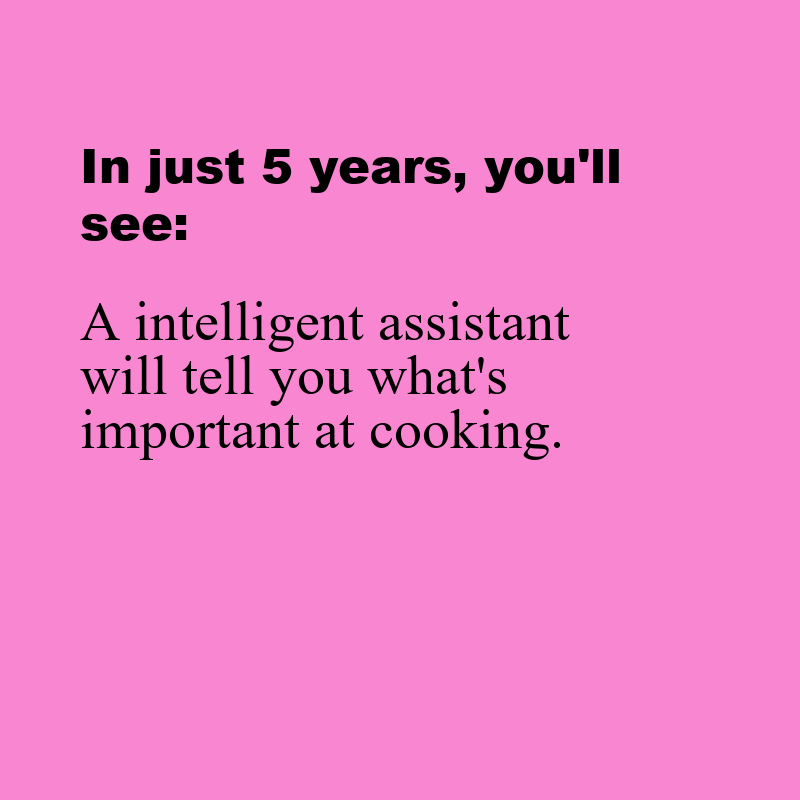 In just 5 years, you'll
see:
A intelligent assistant
will tell you what's
important at cooking.